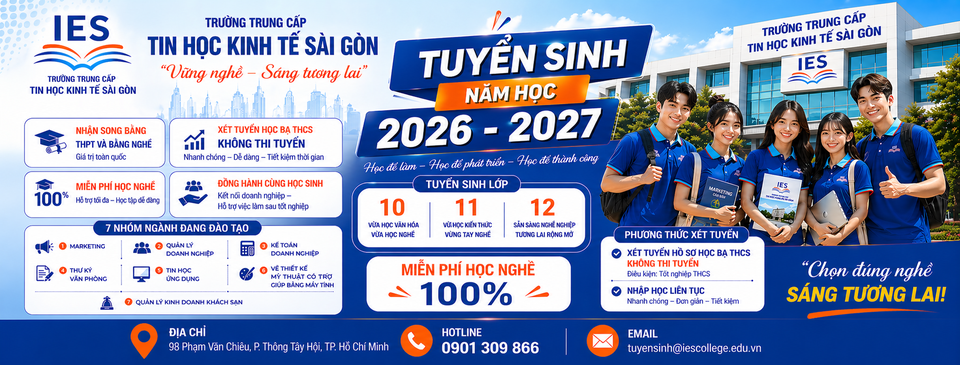 IES
TRƯỜNG TRUNG CẤP
TIN HỌC KINH TẾ SÀI GÒN
TRƯỜNG TRUNG CẤP
TIN HỌC KINH TẾ SÀI GÒN
“Vững nghề – Sáng tương lai”
NHẬN SONG BẰNG
THPT VÀ BẰNG NGHỀ
Giá trị toàn quốc
XÉT TUYỂN HỌC BẠ THCS
KHÔNG THI TUYỂN
Nhanh chóng – Dễ dàng – Tiết kiệm thời gian
100%
MIỄN PHÍ HỌC NGHỀ
Hỗ trợ tối đa – Học tập dễ dàng
ĐỒNG HÀNH CÙNG HỌC SINH
Kết nối doanh nghiệp –
Hỗ trợ việc làm sau tốt nghiệp
7 NHÓM NGÀNH ĐANG ĐÀO TẠO
1 MARKETING
2 QUẢN LÝ
DOANH NGHIỆP
3 KẾ TOÁN
DOANH NGHIỆP
4 THƯ KÝ
VĂN PHÒNG
5 TIN HỌC
ỨNG DỤNG
6 VẼ THIẾT KẾ
MỸ THUẬT CÓ TRỢ
GIÚP BẰNG MÁY TÍNH
7 QUẢN LÝ KINH DOANH KHÁCH SẠN
TUYỂN SINH
NĂM HỌC
2026 - 2027
Học để làm – Học để phát triển – Học để thành công
TUYỂN SINH LỚP
10
VỪA HỌC VĂN HÓA
VỪA HỌC NGHỀ
11
VỪA HỌC KIẾN THỨC
VỮNG TAY NGHỀ
12
SẴN SÀNG NGHỀ NGHIỆP
TƯƠNG LAI RỘNG MỞ
MIỄN PHÍ HỌC NGHỀ
100%
TRƯỜNG TRUNG CẤP
TIN HỌC KINH TẾ SÀI GÒN
IES
MARKETING
IES
PHƯƠNG THỨC XÉT TUYỂN
XÉT TUYỂN HỒ SƠ HỌC BẠ THCS
KHÔNG THI TUYỂN
Điều kiện: Tốt nghiệp THCS
NHẬP HỌC LIÊN TỤC
Nhanh chóng – Đơn giản – Tiết kiệm
“Chọn đúng nghề
SÁNG TƯƠNG LAI!
ĐỊA CHỈ
98 Phạm Văn Chiêu, P. Thông Tây Hội, TP. Hồ Chí Minh
HOTLINE
0901 309 866
EMAIL
tuyensinh@iescollege.edu.vn